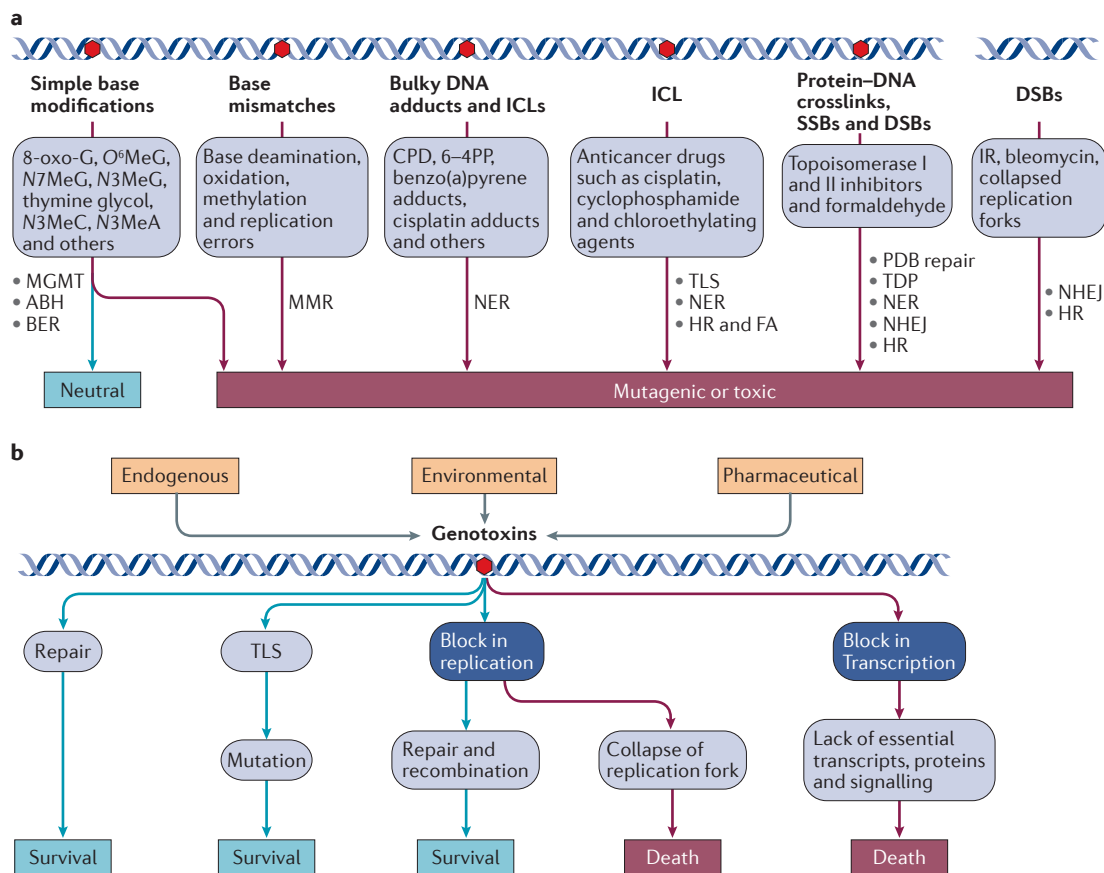 a
Simple base
modifications
8-oxo-G, O⁶MeG,
N7MeG, N3MeG,
thymine glycol,
N3MeC, N3MeA
and others
• MGMT
• ABH
• BER
Neutral
Base
mismatches
Base deamination,
oxidation,
methylation
and replication
errors
MMR
Bulky DNA
adducts and ICLs
CPD, 6–4PP,
benzo(a)pyrene
adducts,
cisplatin adducts
and others
NER
ICL
Anticancer drugs
such as cisplatin,
cyclophosphamide
and chloroethylating
agents
• TLS
• NER
• HR and FA
Protein–DNA
crosslinks,
SSBs and DSBs
Topoisomerase I
and II inhibitors
and formaldehyde
• PDB repair
• TDP
• NER
• NHEJ
• HR
DSBs
IR, bleomycin,
collapsed
replication
forks
• NHEJ
• HR
Mutagenic or toxic
b
Endogenous
Environmental
Pharmaceutical
Genotoxins
Repair
Survival
TLS
Mutation
Survival
Block in
replication
Repair and
recombination
Survival
Collapse of
replication fork
Death
Block in
Transcription
Lack of essential
transcripts, proteins
and signalling
Death